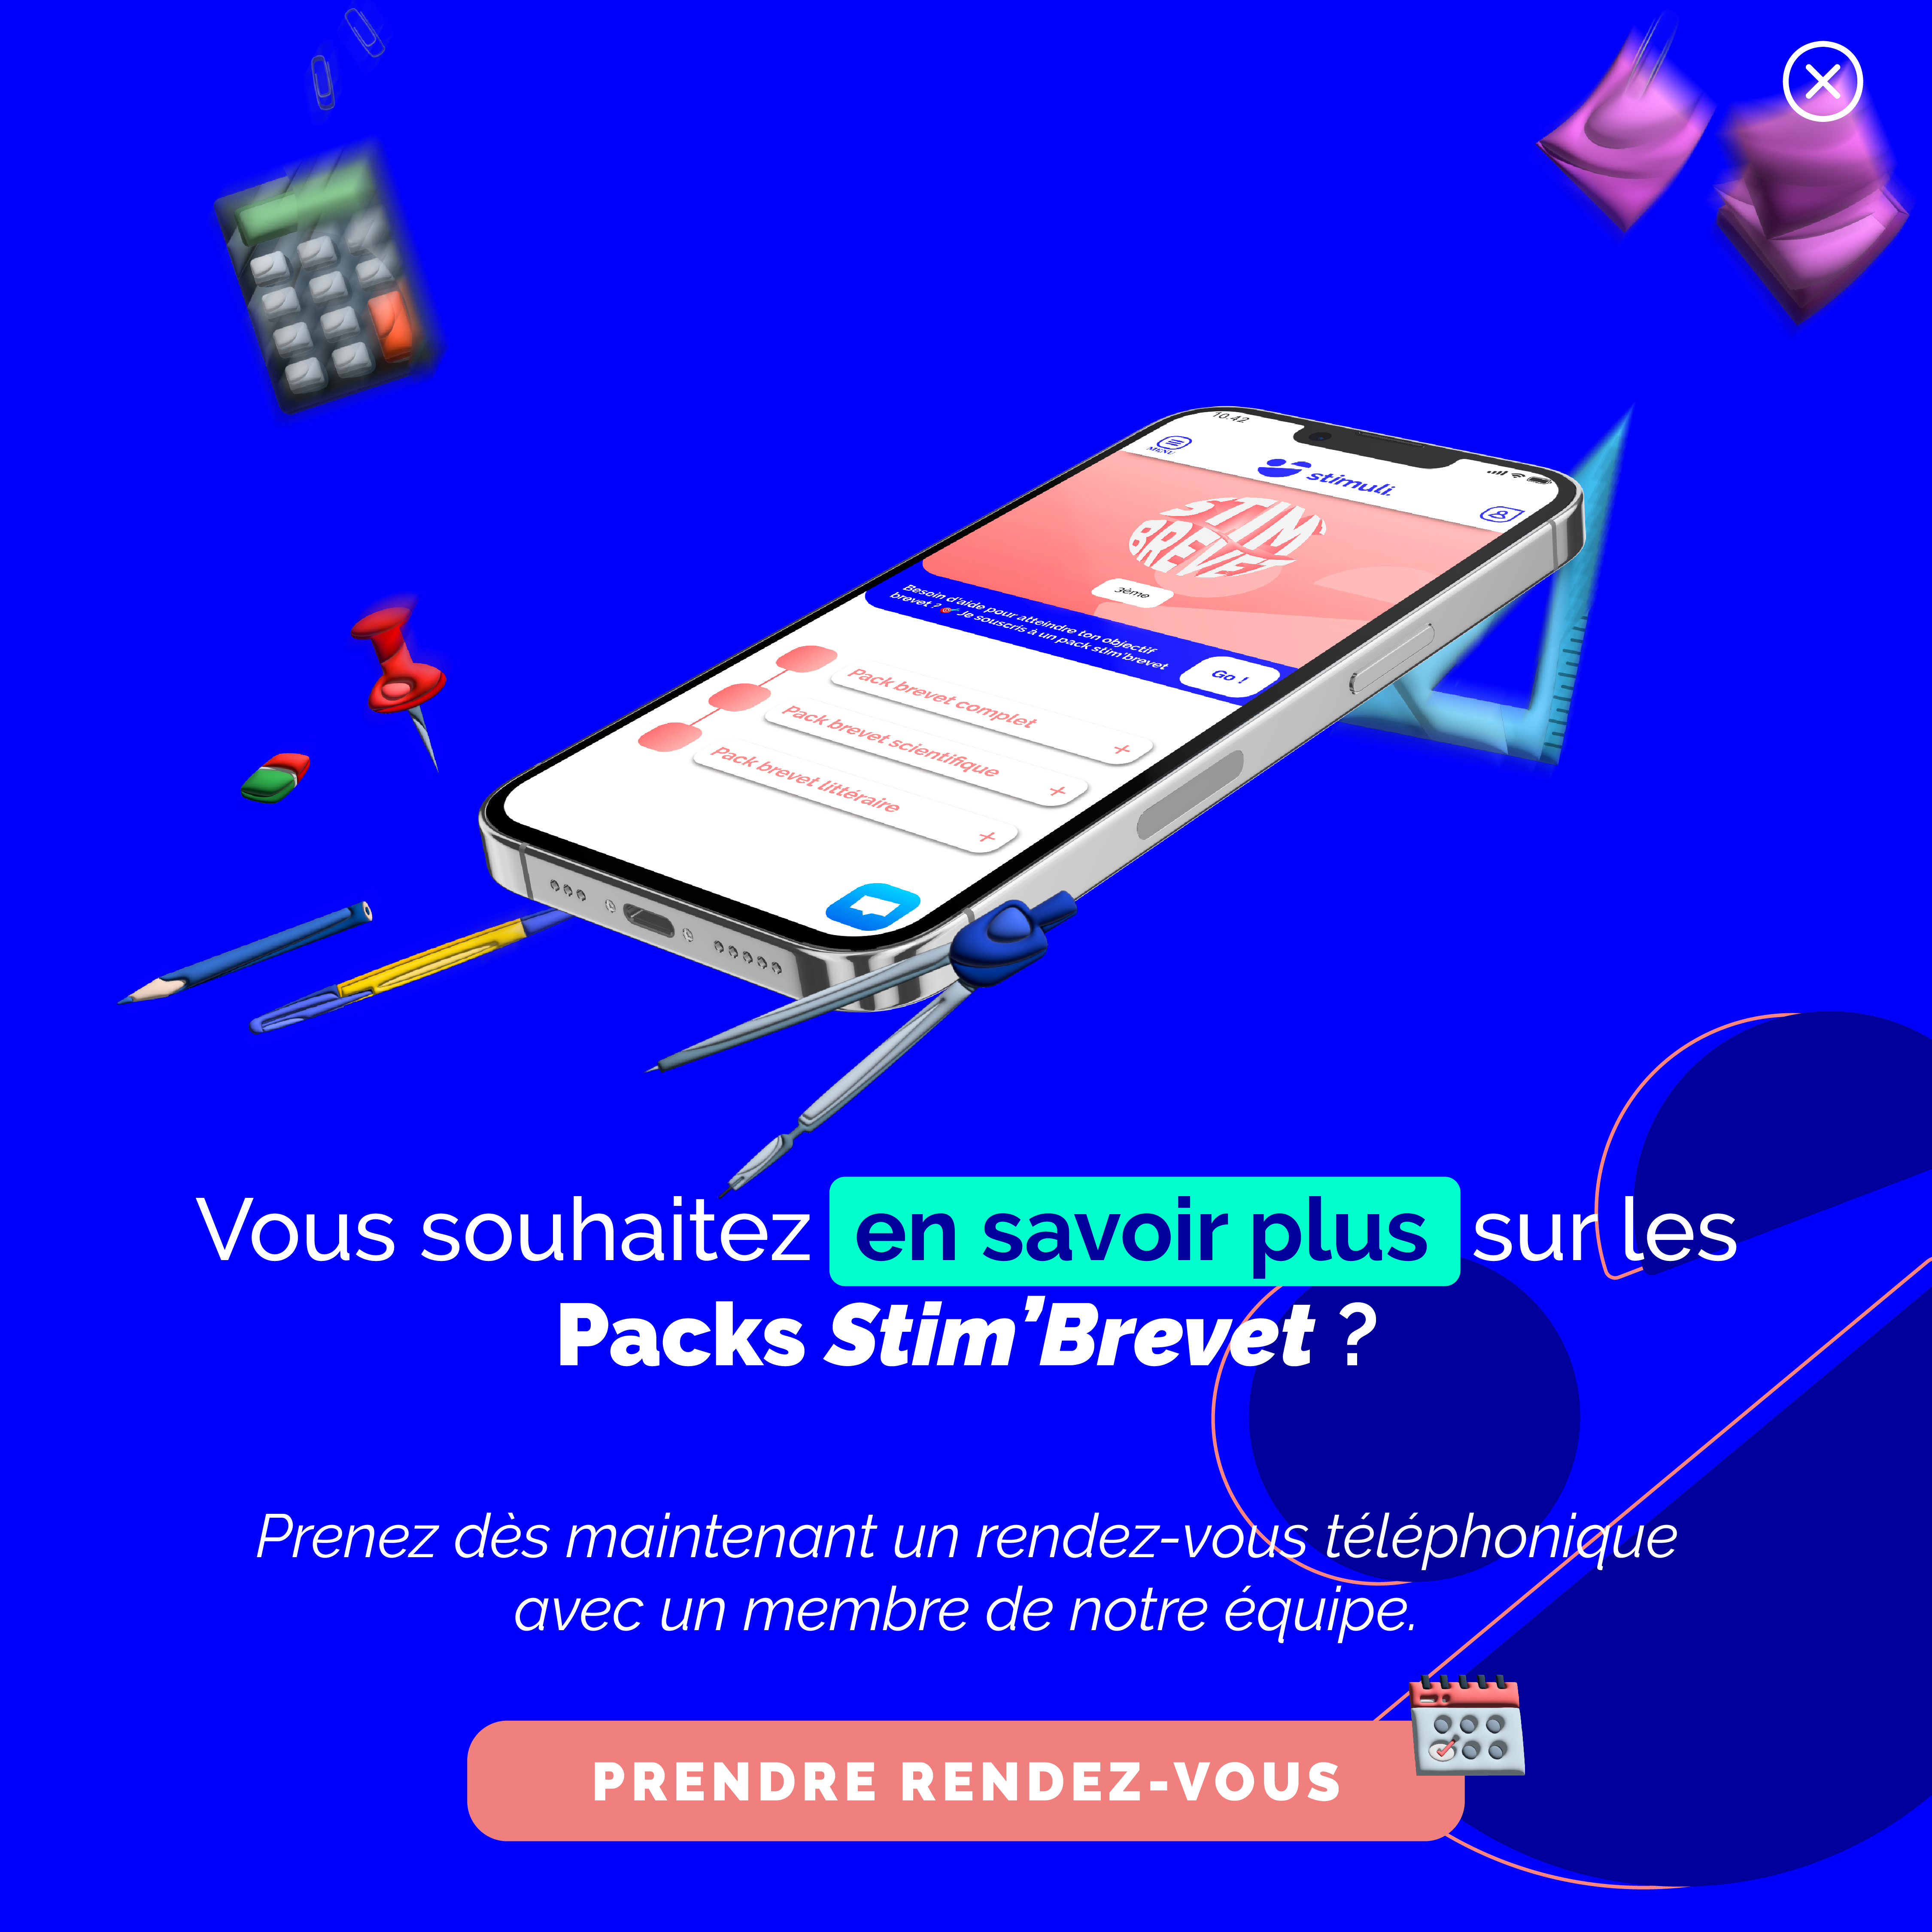 10:42
MENU
stimuli.
STIM'
BREVET
3ème
Besoin d'aide pour atteindre ton objectif
brevet ? 🎯 Je souscris à un pack stim'brevet
Go !
Pack brevet complet
+
Pack brevet scientifique
+
Pack brevet littéraire
+
Vous souhaitez en savoir plus sur les
Packs Stim’Brevet ?
Prenez dès maintenant un rendez-vous téléphonique
avec un membre de notre équipe.
PRENDRE RENDEZ-VOUS